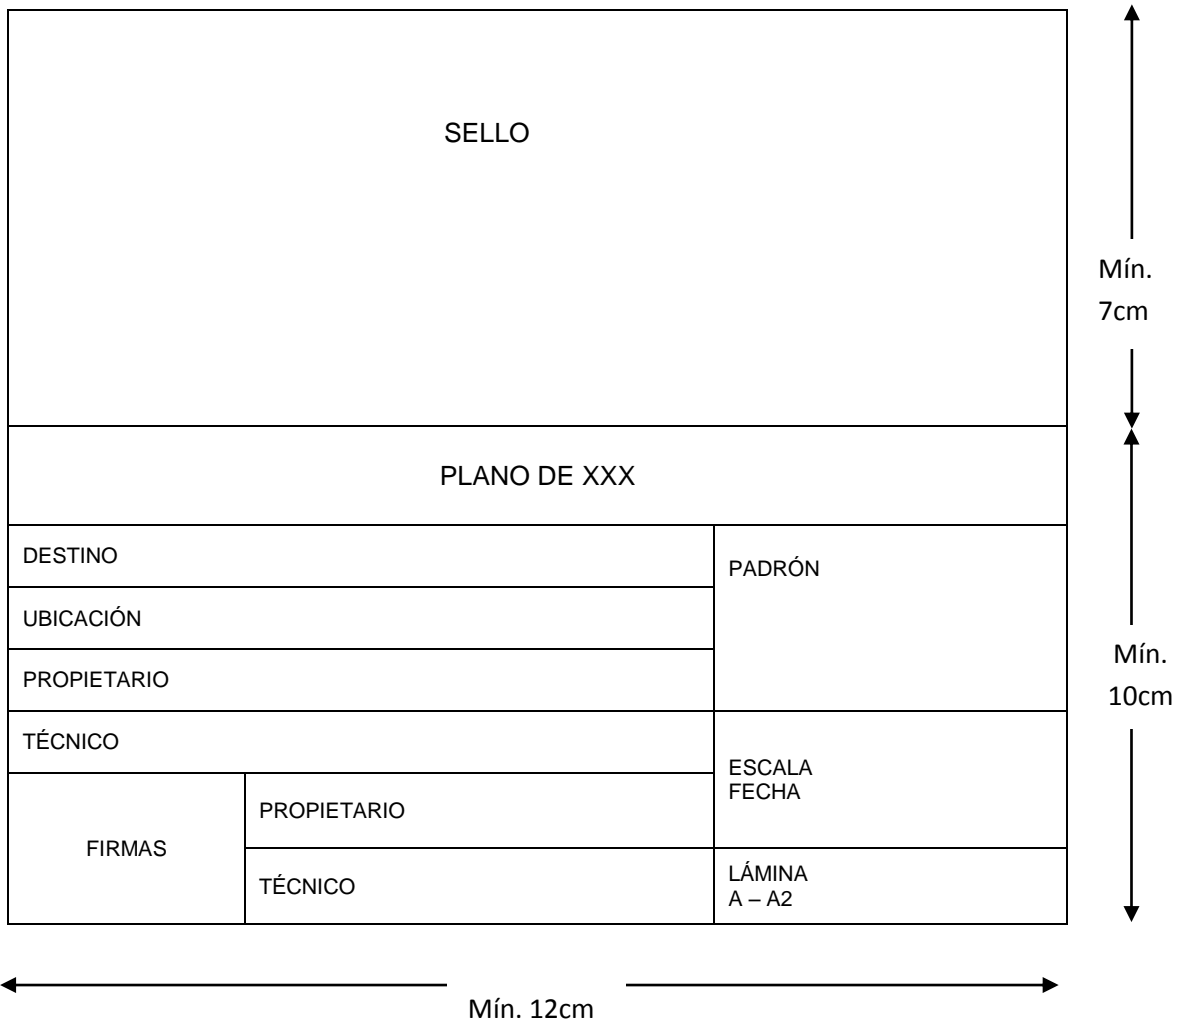 SELLO
Mín.
7cm
PLANO DE XXX
DESTINO
PADRÓN
UBICACIÓN
PROPIETARIO
Mín.
10cm
TÉCNICO
ESCALA
FECHA
FIRMAS
PROPIETARIO
TÉCNICO
LÁMINA
A – A2
Mín. 12cm